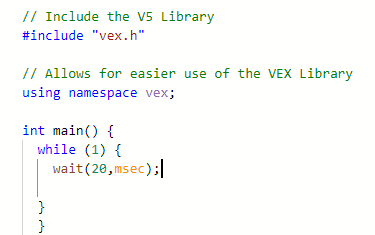 // Include the V5 Library
#include "vex.h"
// Allows for easier use of the VEX Library
using namespace vex;
int main() {
while (1) {
wait(20,msec);
}
}